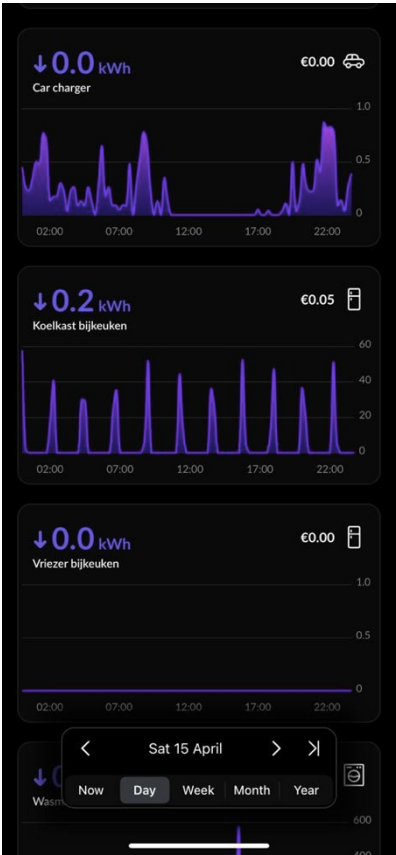 ↓0.0 kWh €0.00
Car charger
1.0
0.5
0
02:00 07:00 12:00 17:00 22:00
↓0.2 kWh €0.05
Koelkast bijkeuken
60
40
20
0
02:00 07:00 12:00 17:00 22:00
↓0.0 kWh €0.00
Vriezer bijkeuken
1.0
0.5
0
02:00 07:00 12:00 17:00 22:00
Sat 15 April
Now Day Week Month Year
600
400